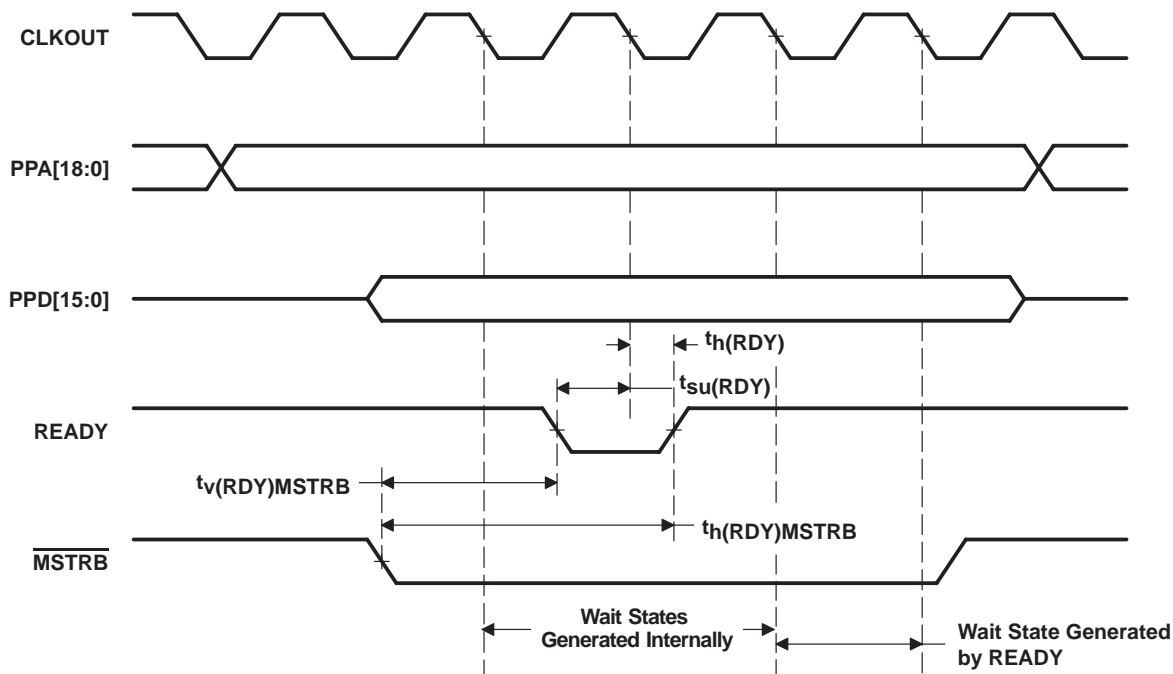 CLKOUT
PPA[18:0]
PPD[15:0]
th(RDY)
tsu(RDY)
READY
tv(RDY)MSTRB
th(RDY)MSTRB
MSTRB
Wait States
Generated Internally
Wait State Generated
by READY